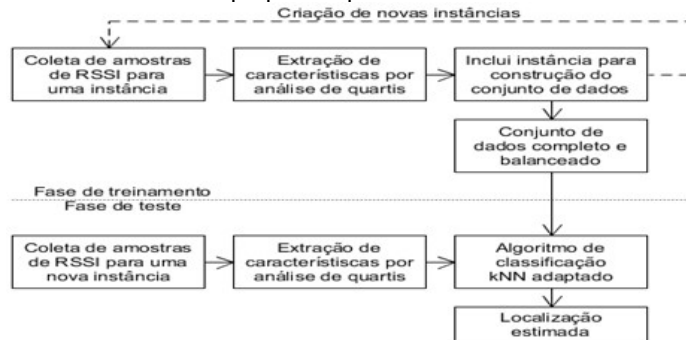 Criação de novas instâncias
Coleta de amostras
de RSSI para
uma instância
Extração de
característiscas por
análise de quartis
Inclui instância para
construção do
conjunto de dados
Conjunto de
dados completo e
balanceado
Fase de treinamento
Fase de teste
Coleta de amostras
de RSSI para uma
nova instância
Extração de
característiscas por
análise de quartis
Algoritmo de
classificação
kNN adaptado
Localização
estimada